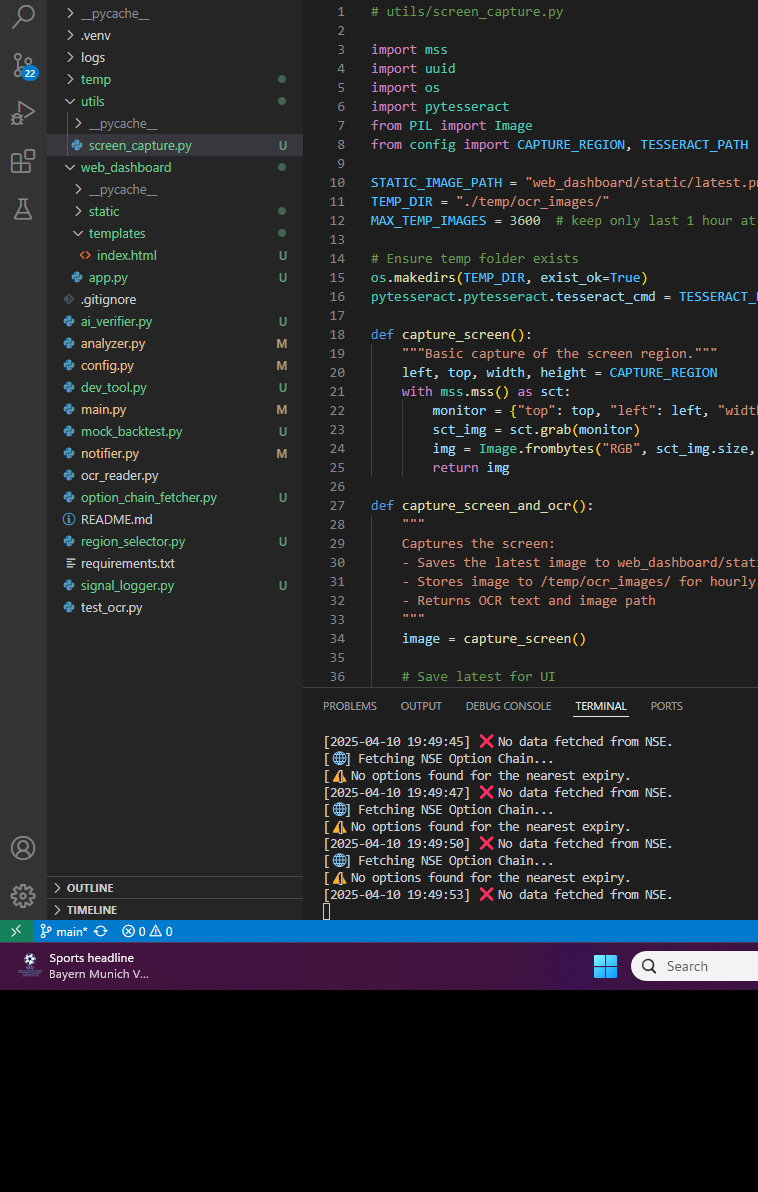 __pycache__
.venv
logs
temp
utils
__pycache__
screen_capture.py U
web_dashboard
__pycache__
static
templates
index.html U
app.py U
.gitignore
ai_verifier.py U
analyzer.py M
config.py M
dev_tool.py U
main.py M
mock_backtest.py U
notifier.py M
ocr_reader.py
option_chain_fetcher.py U
README.md
region_selector.py U
requirements.txt
signal_logger.py U
test_ocr.py
OUTLINE
TIMELINE
22
1 # utils/screen_capture.py
2
3 import mss
4 import uuid
5 import os
6 import pytesseract
7 from PIL import Image
8 from config import CAPTURE_REGION, TESSERACT_PATH
9
10 STATIC_IMAGE_PATH = "web_dashboard/static/latest.pn
11 TEMP_DIR = "./temp/ocr_images/"
12 MAX_TEMP_IMAGES = 3600  # keep only last 1 hour at
13
14 # Ensure temp folder exists
15 os.makedirs(TEMP_DIR, exist_ok=True)
16 pytesseract.pytesseract.tesseract_cmd = TESSERACT_
17
18 def capture_screen():
19 """Basic capture of the screen region."""
20 left, top, width, height = CAPTURE_REGION
21 with mss.mss() as sct:
22 monitor = {"top": top, "left": left, "widt
23 sct_img = sct.grab(monitor)
24 img = Image.frombytes("RGB", sct_img.size,
25 return img
26
27 def capture_screen_and_ocr():
28 """
29 Captures the screen:
30 - Saves the latest image to web_dashboard/stat
31 - Stores image to /temp/ocr_images/ for hourly
32 - Returns OCR text and image path
33 """
34 image = capture_screen()
35
36 # Save latest for UI
PROBLEMS OUTPUT DEBUG CONSOLE TERMINAL PORTS
[2025-04-10 19:49:45] ❌ No data fetched from NSE.
[🌐] Fetching NSE Option Chain...
[⚠️ No options found for the nearest expiry.
[2025-04-10 19:49:47] ❌ No data fetched from NSE.
[🌐] Fetching NSE Option Chain...
[⚠️ No options found for the nearest expiry.
[2025-04-10 19:49:50] ❌ No data fetched from NSE.
[🌐] Fetching NSE Option Chain...
[⚠️ No options found for the nearest expiry.
[2025-04-10 19:49:53] ❌ No data fetched from NSE.
main* 0 0
Sports headline
Bayern Munich V...
Search